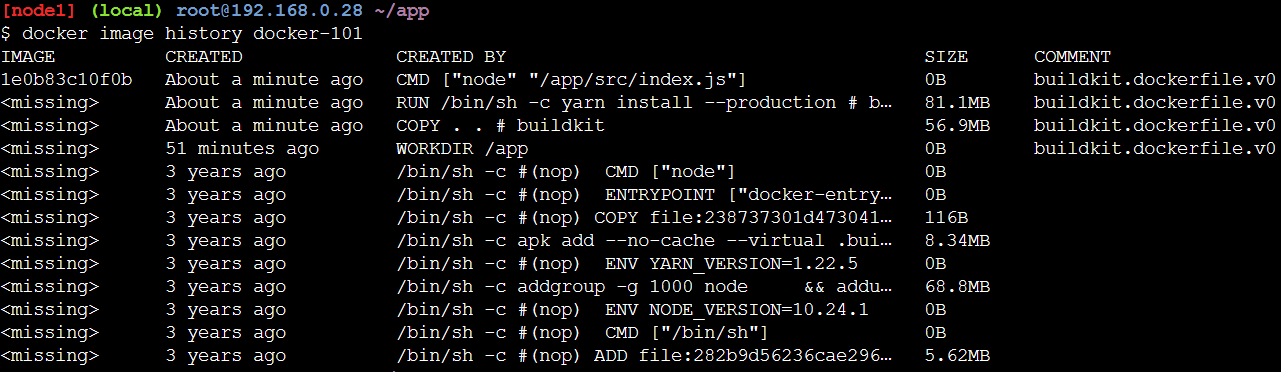 [node1] (local) root@192.168.0.28 ~/app
$ docker image history docker-101
IMAGE CREATED CREATED BY SIZE COMMENT
1e0b83c10f0b About a minute ago CMD ["node" "/app/src/index.js"] 0B buildkit.dockerfile.v0
<missing> About a minute ago RUN /bin/sh -c yarn install --production # b… 81.1MB buildkit.dockerfile.v0
<missing> About a minute ago COPY . . # buildkit 56.9MB buildkit.dockerfile.v0
<missing> 51 minutes ago WORKDIR /app 0B buildkit.dockerfile.v0
<missing> 3 years ago /bin/sh -c #(nop)  CMD ["node"] 0B
<missing> 3 years ago /bin/sh -c #(nop)  ENTRYPOINT ["docker-entry… 0B
<missing> 3 years ago /bin/sh -c #(nop) COPY file:238737301d473041… 116B
<missing> 3 years ago /bin/sh -c apk add --no-cache --virtual .bui… 8.34MB
<missing> 3 years ago /bin/sh -c #(nop)  ENV YARN_VERSION=1.22.5 0B
<missing> 3 years ago /bin/sh -c addgroup -g 1000 node     && addu… 68.8MB
<missing> 3 years ago /bin/sh -c #(nop)  ENV NODE_VERSION=10.24.1 0B
<missing> 3 years ago /bin/sh -c #(nop)  CMD ["/bin/sh"] 0B
<missing> 3 years ago /bin/sh -c #(nop) ADD file:282b9d56236cae296… 5.62MB